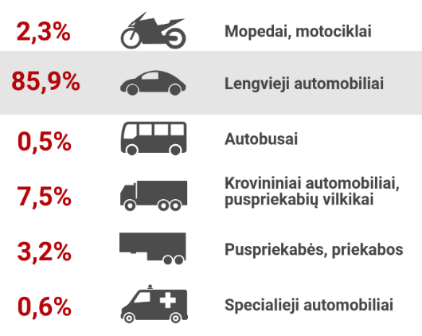 2,3% Mopedai, motociklai
85,9% Lengvieji automobiliai
0,5% Autobusai
7,5% Krovininiai automobiliai,
puspriekabių vilkikai
3,2% Puspriekabės, priekabos
0,6% Specialieji automobiliai